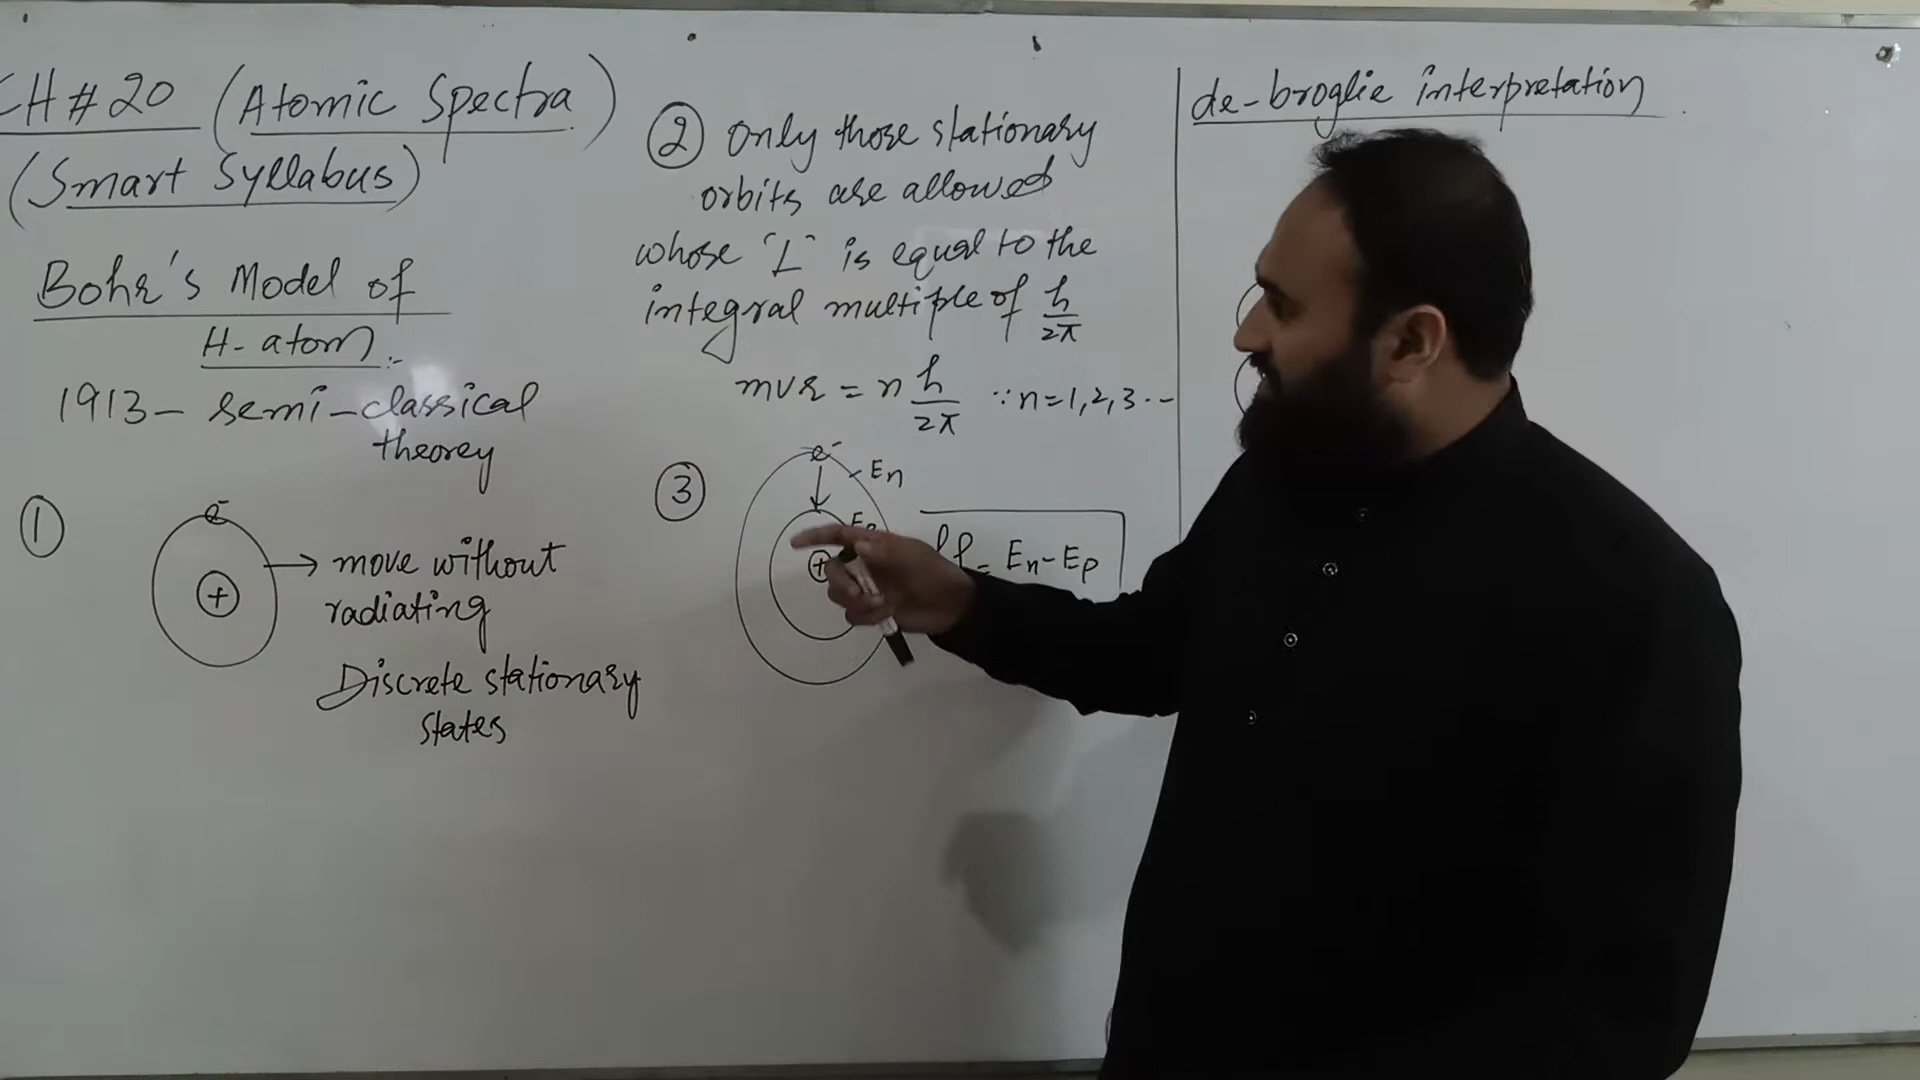 CH # 20 (Atomic Spectra)
(Smart Syllabus)
Bohr's Model of
H-atom :-
1913 - semi-classical
theorey
①
e⁻
+
→ move without
radiating
Discrete stationary
states
② Only those stationary
orbits are allowed
whose "L" is equal to the
integral multiple of h/2π
mvr = n h/2π ∵ n=1,2,3--
③
e⁻
En
+
= En - Ep
de-broglie interpretation